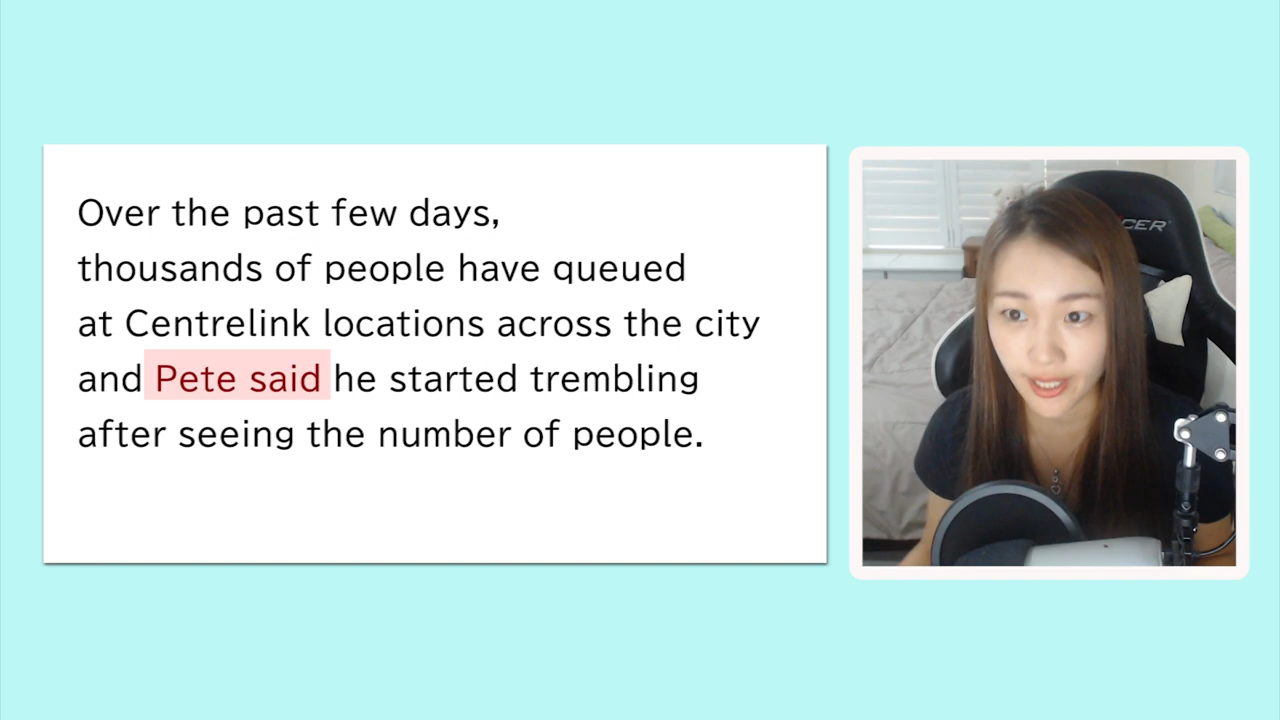 Over the past few days,
thousands of people have queued
at Centrelink locations across the city
and Pete said he started trembling
after seeing the number of people.
CER